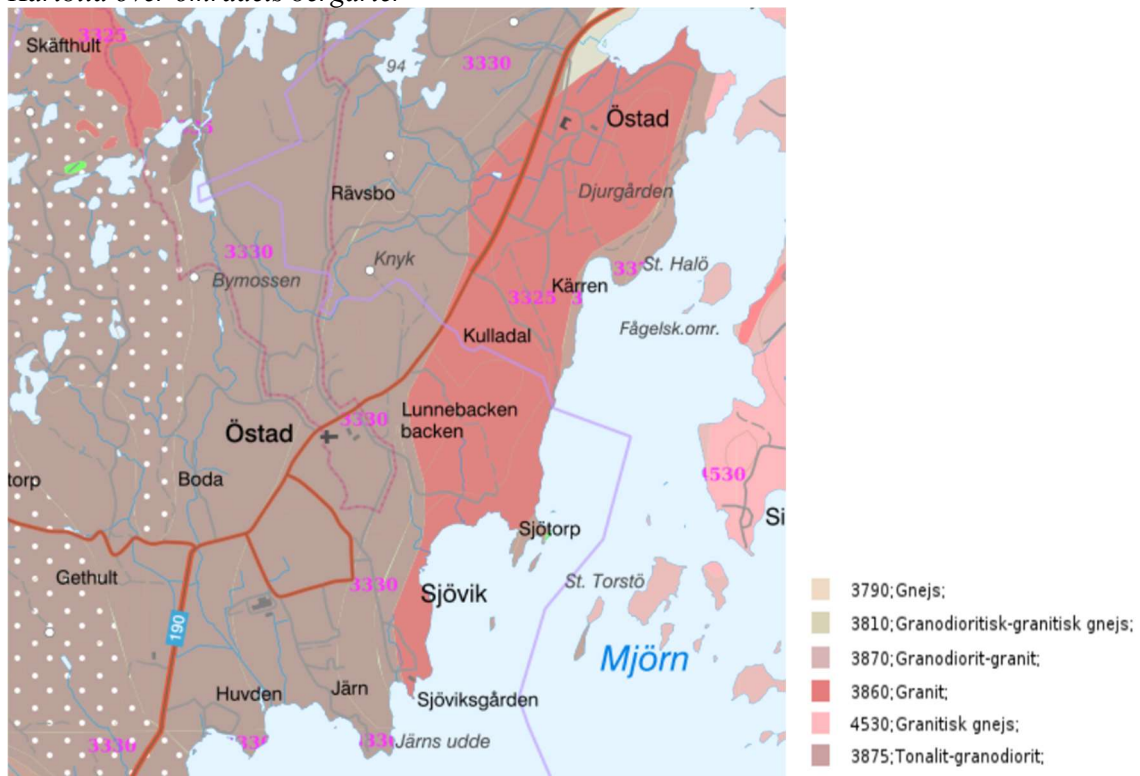 Kartbild över områdets bergarter
Skäfthult
3325
94
3330
Östad
Rävsbo
Djurgården
3330
Knyk
Bymossen
St. Halö
Kärren
3325
3
Fågelsk.omr.
Kulladal
Lunnebacken
backen
3330
Östad
torp
Boda
4530
Si
Sjötorp
Gethult
3330
St. Torstö
Sjövik
190
Mjörn
Huvden
Järn
Sjöviksgården
3330
Järns udde
3790;Gnejs;
3810;Granodioritisk-granitisk gnejs;
3870;Granodiorit-granit;
3860;Granit;
4530;Granitisk gnejs;
3875;Tonalit-granodiorit;